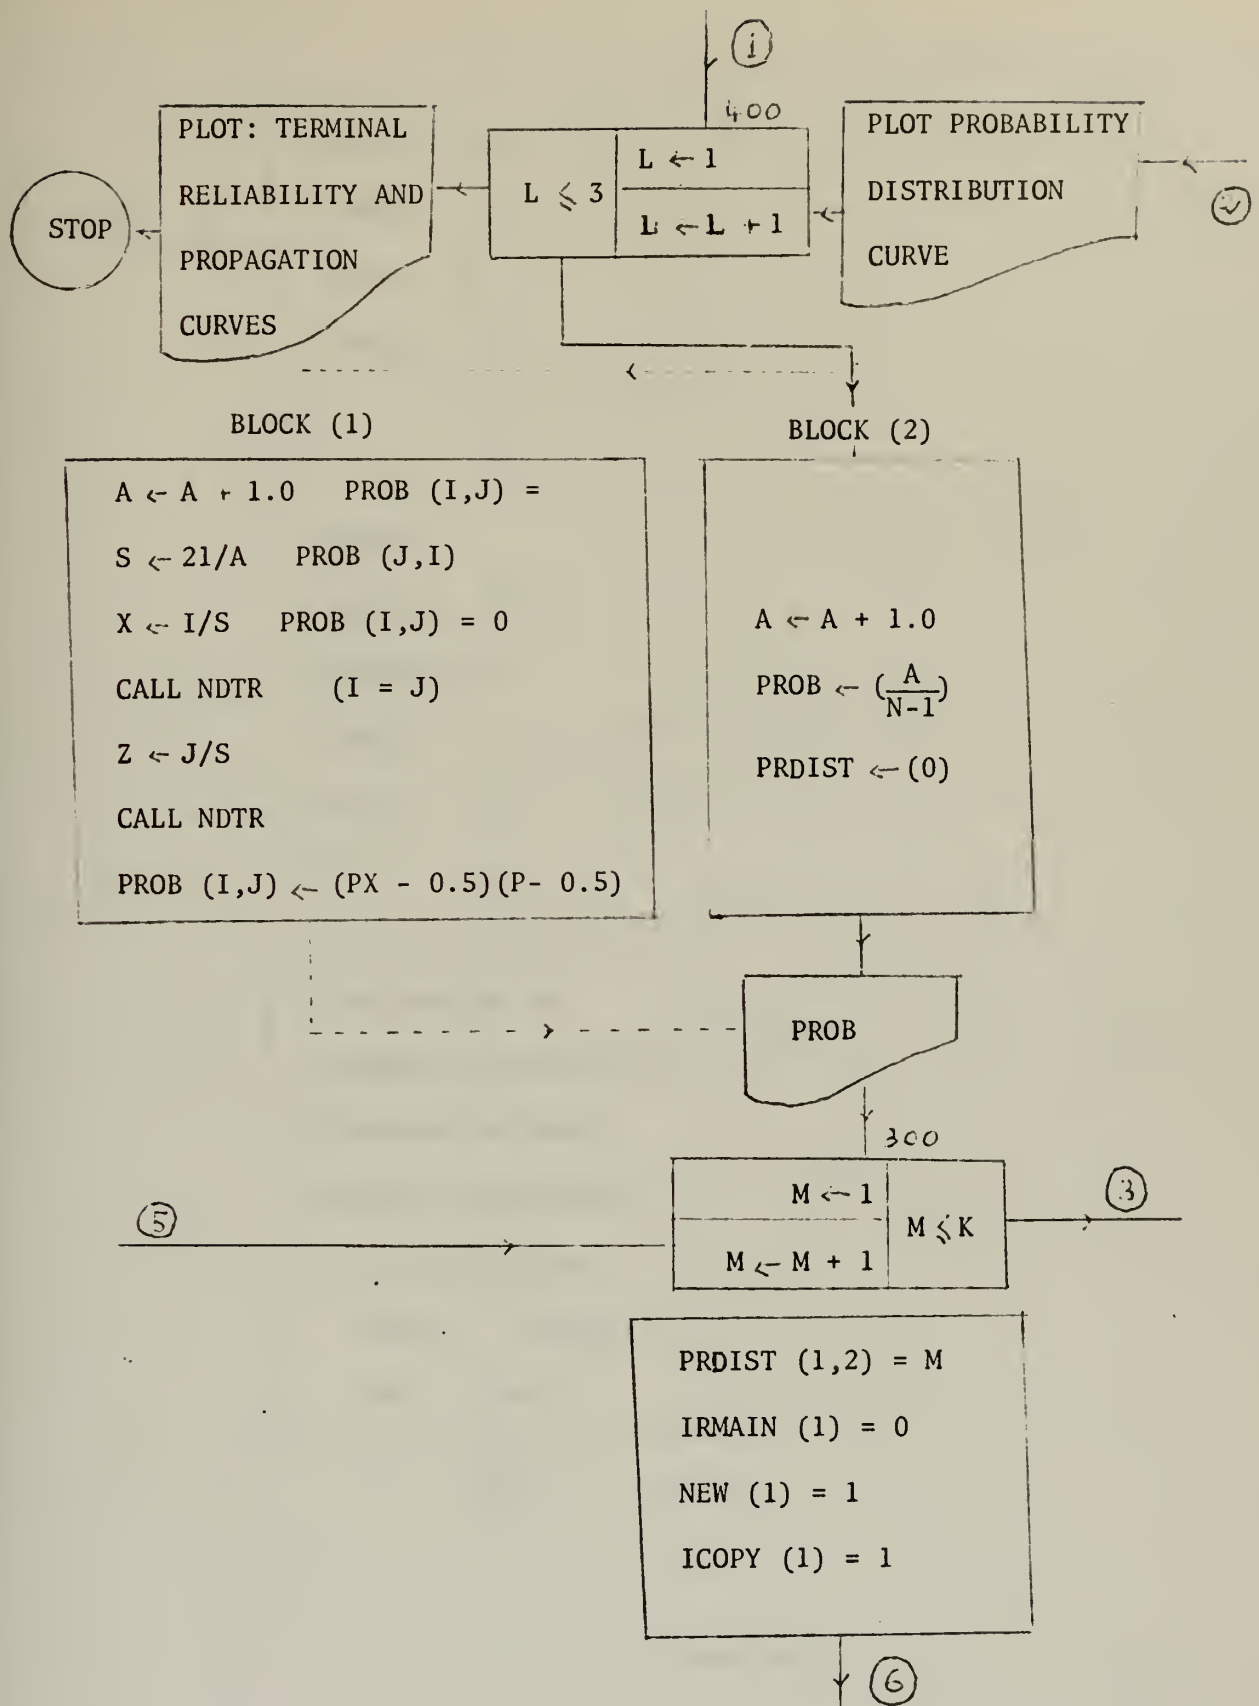 1
400
PLOT: TERMINAL
RELIABILITY AND
PROPAGATION
CURVES
STOP
L ≤ 3
L ← 1
L ← L + 1
PLOT PROBABILITY
DISTRIBUTION
CURVE
2
BLOCK (1)
A ← A + 1.0 PROB (I,J) =
S ← 21/A PROB (J,I)
X ← I/S PROB (I,J) = 0
CALL NDTR (I = J)
Z ← J/S
CALL NDTR
PROB (I,J) ← (PX - 0.5)(P- 0.5)
BLOCK (2)
A ← A + 1.0
PROB ← (A/N-1)
PRDIST ← (0)
PROB
300
5
M ← 1
M ← M + 1
M ≤ K
3
PRDIST (1,2) = M
IRMAIN (1) = 0
NEW (1) = 1
ICOPY (1) = 1
6